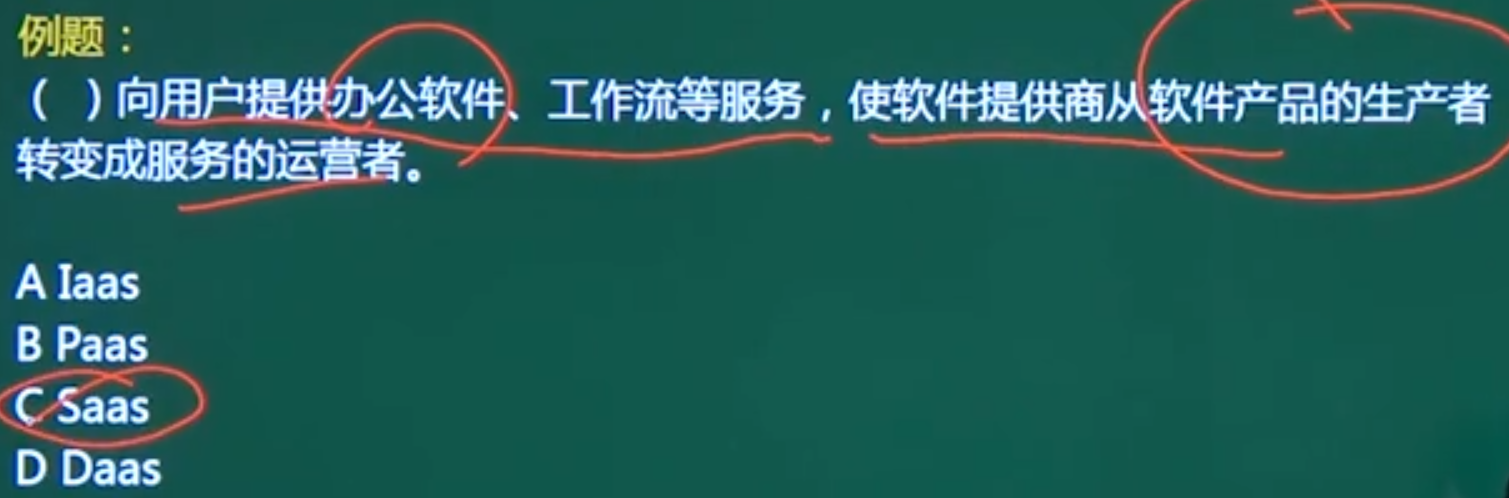 例题：
（ ）向用户提供办公软件、工作流等服务，使软件提供商从软件产品的生产者
转变成服务的运营者。
A Iaas
B Paas
C Saas
D Daas